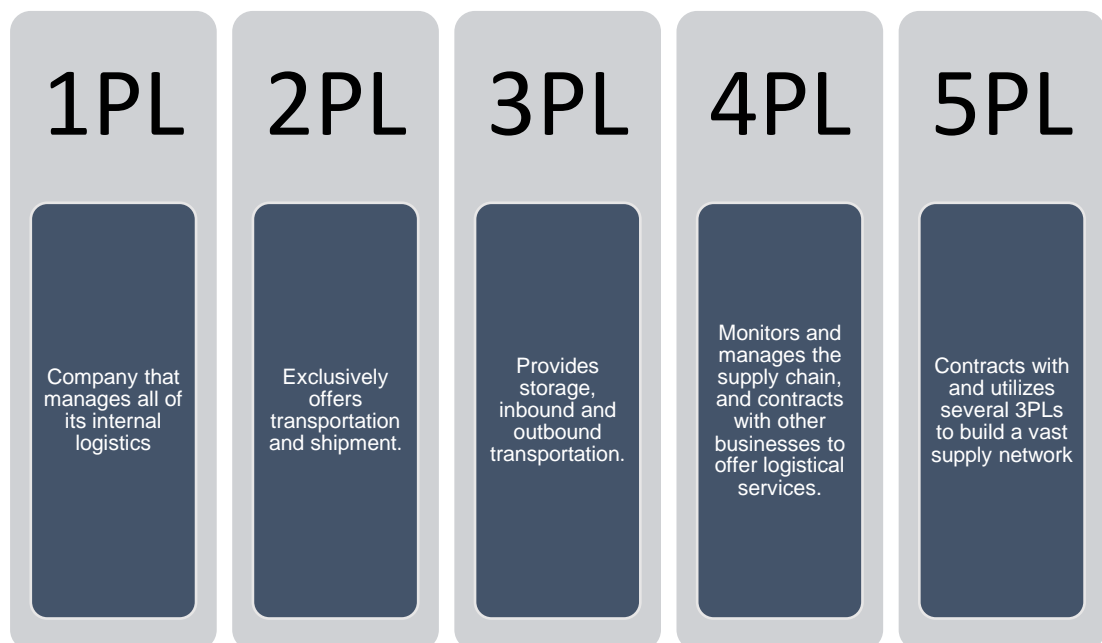 1PL
Company that
manages all of
its internal
logistics
2PL
Exclusively
offers
transportation
and shipment.
3PL
Provides
storage,
inbound and
outbound
transportation.
4PL
Monitors and
manages the
supply chain,
and contracts
with other
businesses to
offer logistical
services.
5PL
Contracts with
and utilizes
several 3PLs
to build a vast
supply network